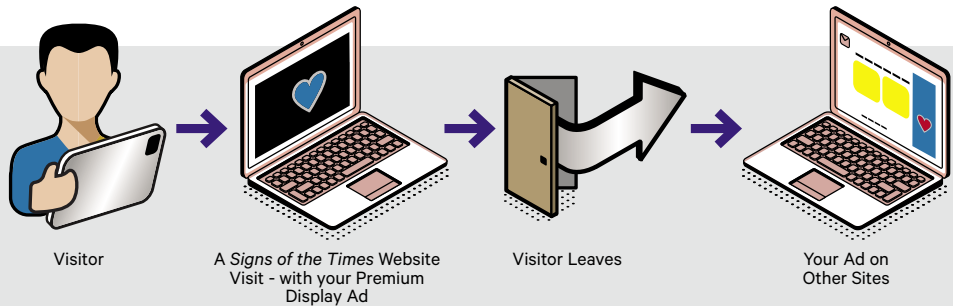 Visitor
A Signs of the Times Website
Visit - with your Premium
Display Ad
Visitor Leaves
Your Ad on
Other Sites